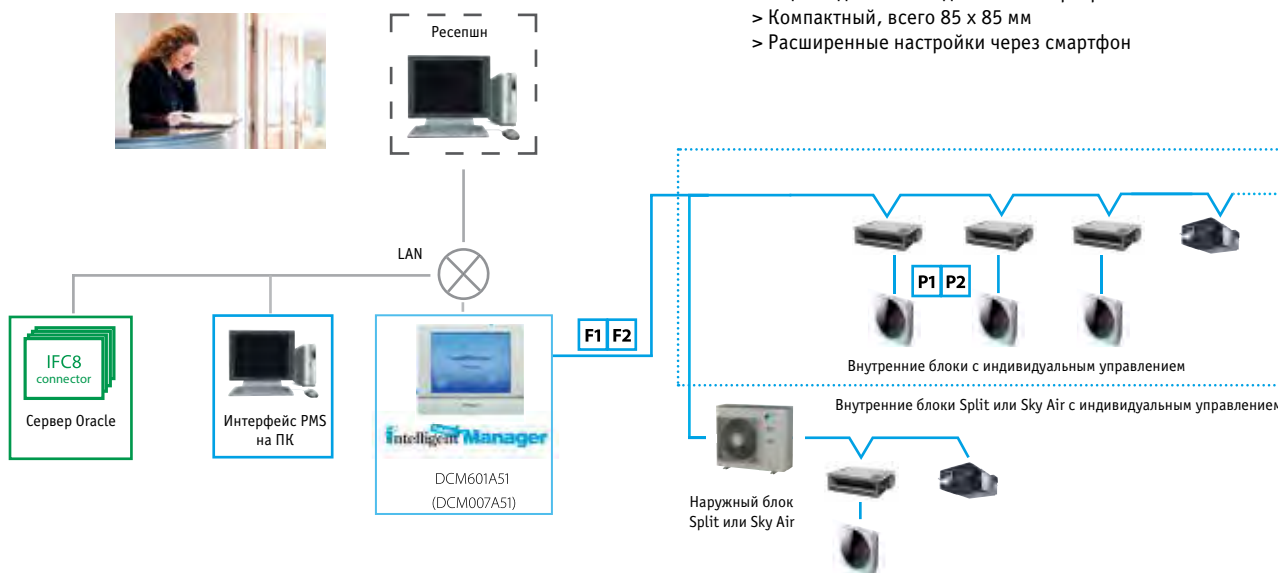 > Компактный, всего 85 x 85 мм
> Расширенные настройки через смартфон
Ресепшн
LAN
F1 F2
P1 P2
Внутренние блоки с индивидуальным управлением
Внутренние блоки Split или Sky Air с индивидуальным управлением
IFC8
connector
Сервер Oracle
Интерфейс PMS
на ПК
intelligent Manager
DCM601A51
(DCM007A51)
Наружный блок
Split или Sky Air